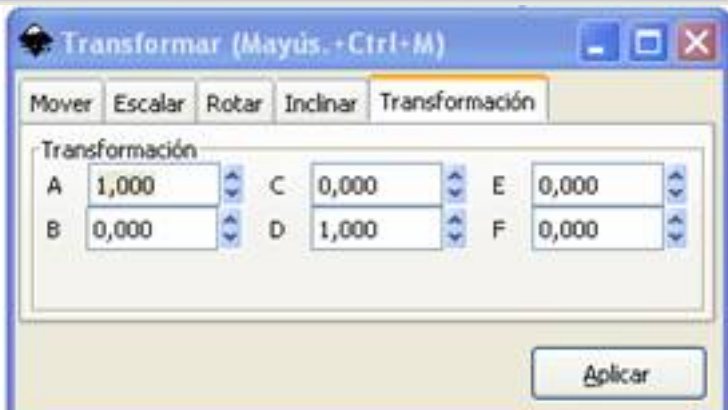 Transformar (Mayús.+Ctrl+M)
Mover Escalar Rotar Inclinar Transformación
Transformación
A 1,000 C 0,000 E 0,000
B 0,000 D 1,000 F 0,000
Aplicar